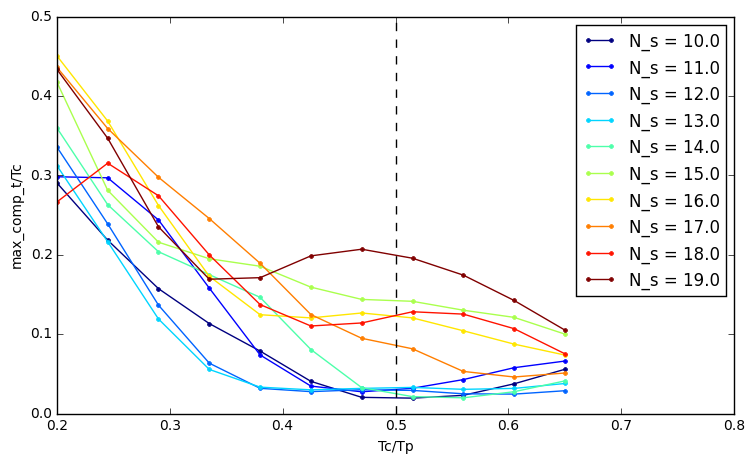 0.5
0.4
0.3
0.2
0.1
0.0
max_comp_t/Tc
0.2 0.3 0.4 0.5 0.6 0.7 0.8
Tc/Tp
N_s = 10.0
N_s = 11.0
N_s = 12.0
N_s = 13.0
N_s = 14.0
N_s = 15.0
N_s = 16.0
N_s = 17.0
N_s = 18.0
N_s = 19.0